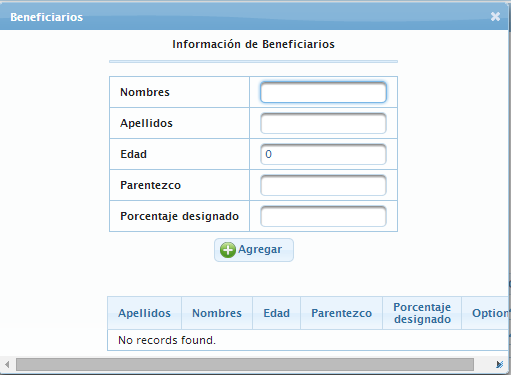 Beneficiarios
Información de Beneficiarios
Nombres
Apellidos
Edad 0
Parentezco
Porcentaje designado
Agregar
Apellidos Nombres Edad Parentezco Porcentaje designado Option
No records found.